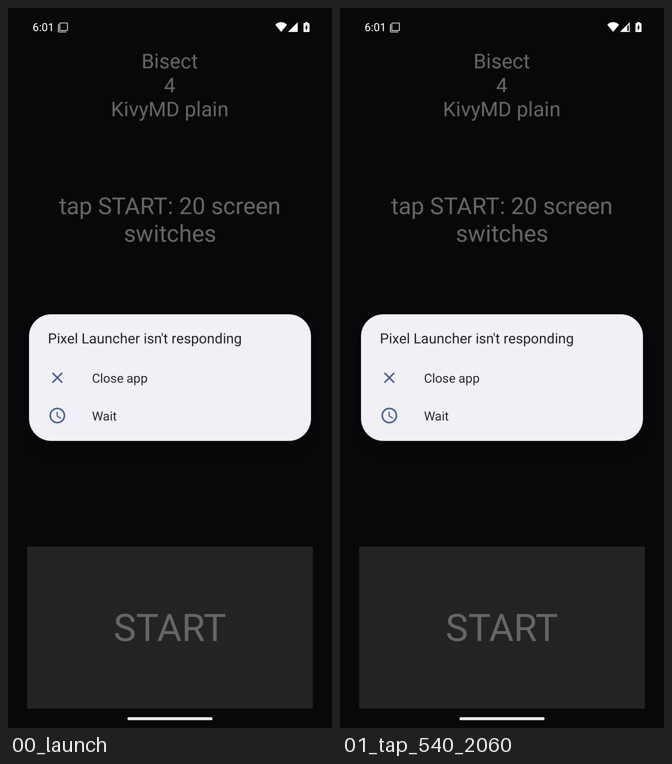 6:01
Bisect
4
KivyMD plain
tap START: 20 screen
switches
Pixel Launcher isn't responding
Close app
Wait
START
00_launch
6:01
Bisect
4
KivyMD plain
tap START: 20 screen
switches
Pixel Launcher isn't responding
Close app
Wait
START
01_tap_540_2060